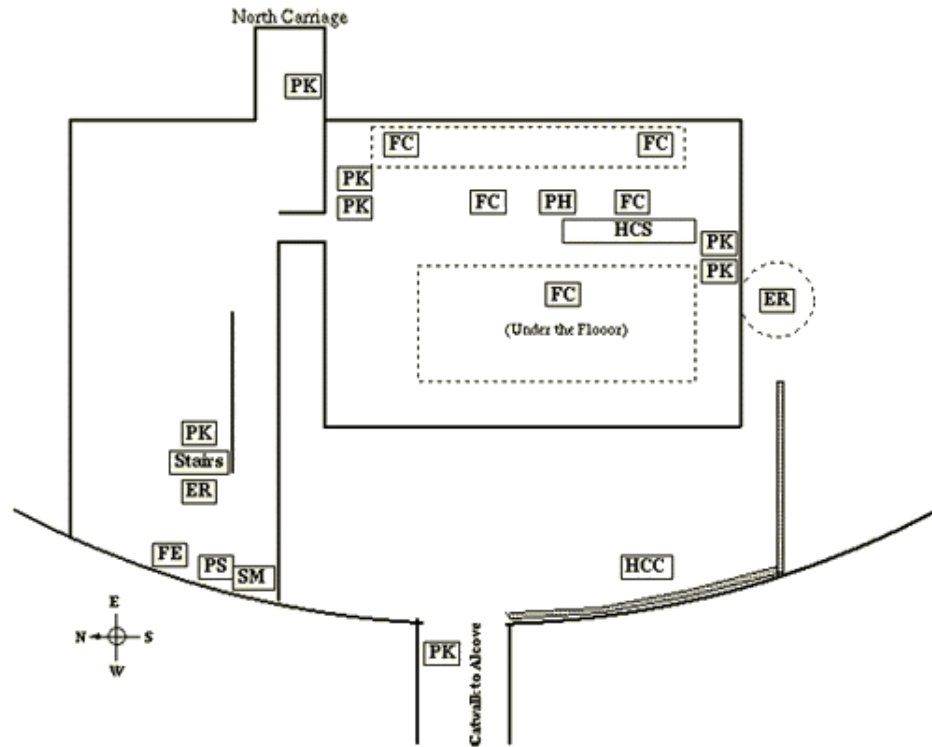 North Carriage
PK
FC FC
PK
PK FC PH FC
HCS
PK
PK
FC ER
(Under the Flooor)
PK
Stairs
ER
FE PS SM HCC
E
N S
W
PK
Catwalk to Alcove